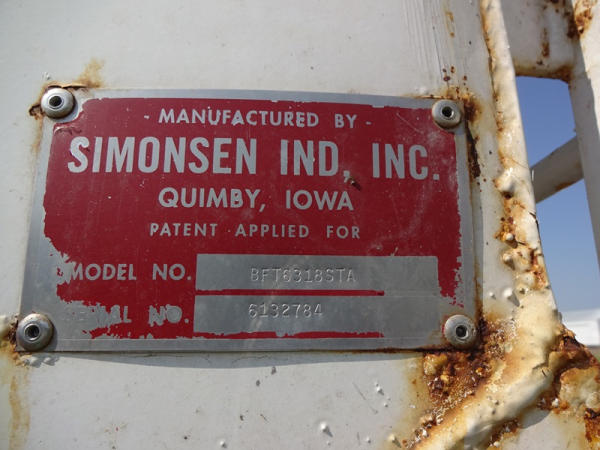 - MANUFACTURED BY -
SIMONSEN IND, INC.
QUIMBY, IOWA
PATENT APPLIED FOR
MODEL NO. BFT6318STA
SERIAL NO. 6132784